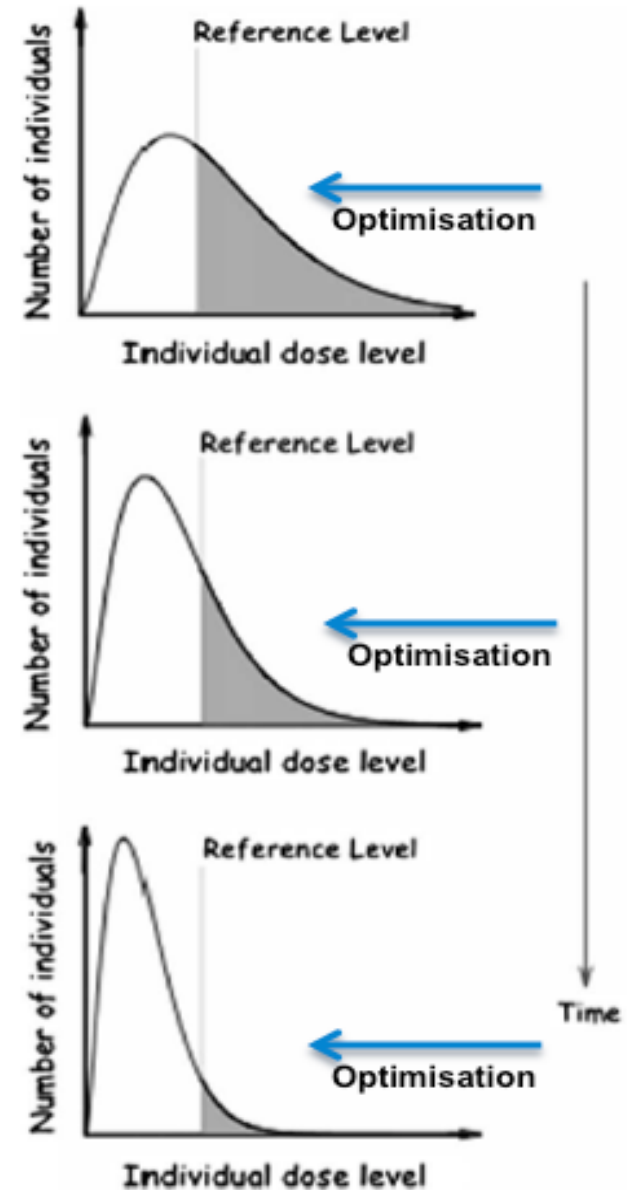 Reference Level
Number of individuals
Optimisation
Individual dose level
Reference Level
Number of individuals
Optimisation
Individual dose level
Reference Level
Number of individuals
Time
Optimisation
Individual dose level